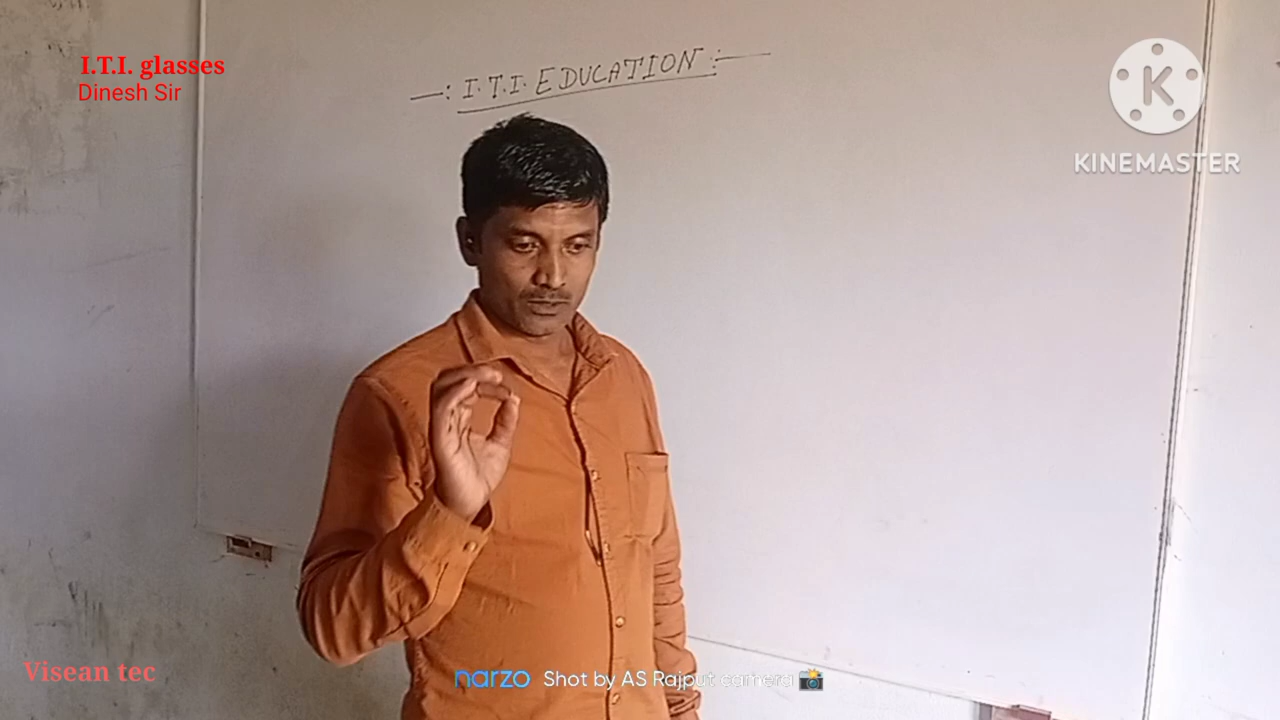 I.T.I. glasses
Dinesh Sir
—: I.T.I. EDUCATION :—
K
KINEMASTER
Visean tec
narzo Shot by AS Rajput camera 📸